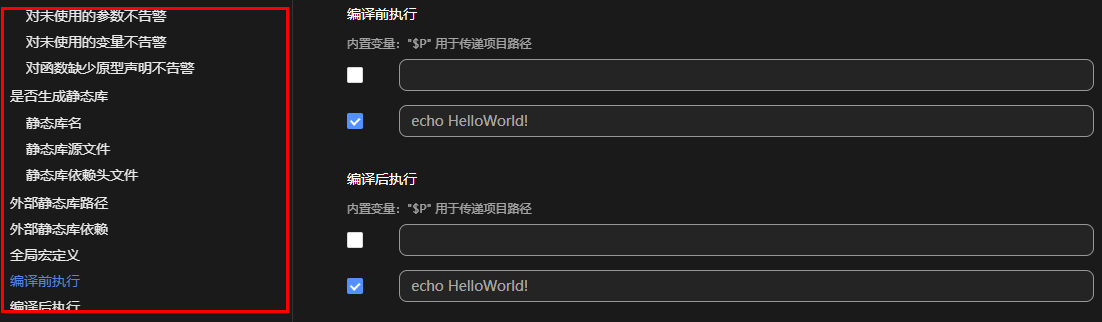 对未使用的参数不告警
对未使用的变量不告警
对函数缺少原型声明不告警
是否生成静态库
静态库名
静态库源文件
静态库依赖头文件
外部静态库路径
外部静态库依赖
全局宏定义
编译前执行
编译后执行
编译前执行
内置变量："$P" 用于传递项目路径
echo HelloWorld!
编译后执行
内置变量："$P" 用于传递项目路径
echo HelloWorld!